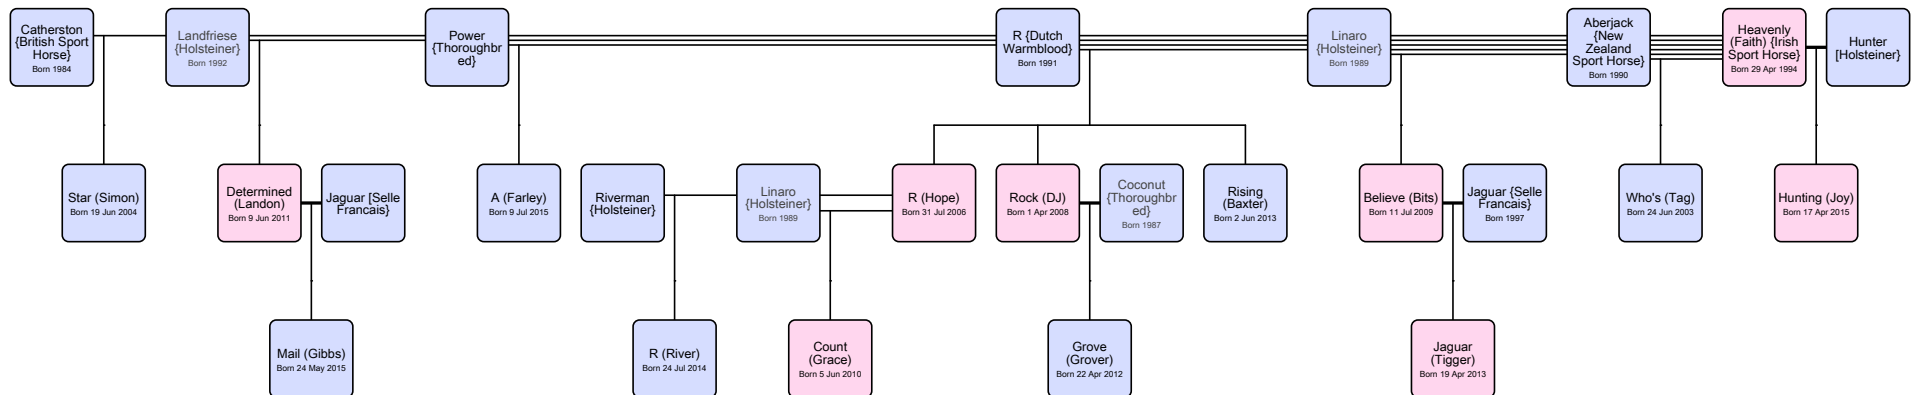 Catherston
{British Sport
Horse}
Born 1984
Landfriese
{Holsteiner}
Born 1992
Power
{Thoroughbr
ed}
R {Dutch
Warmblood}
Born 1991
Linaro
{Holsteiner}
Born 1989
Aberjack
{New
Zealand
Sport Horse}
Born 1990
Heavenly
(Faith) {Irish
Sport Horse}
Born 29 Apr 1994
Hunter
[Holsteiner}
Star (Simon)
Born 19 Jun 2004
Determined
(Landon)
Born 9 Jun 2011
Jaguar [Selle
Francais}
A (Farley)
Born 9 Jul 2015
Riverman
{Holsteiner}
Linaro
{Holsteiner}
Born 1989
R (Hope)
Born 31 Jul 2006
Rock (DJ)
Born 1 Apr 2008
Coconut
{Thoroughbr
ed}
Born 1987
Rising
(Baxter)
Born 2 Jun 2013
Believe (Bits)
Born 11 Jul 2009
Jaguar {Selle
Francais}
Born 1997
Who's (Tag)
Born 24 Jun 2003
Hunting (Joy)
Born 17 Apr 2015
Mail (Gibbs)
Born 24 May 2015
R (River)
Born 24 Jul 2014
Count
(Grace)
Born 5 Jun 2010
Grove
(Grover)
Born 22 Apr 2012
Jaguar
(Tigger)
Born 19 Apr 2013